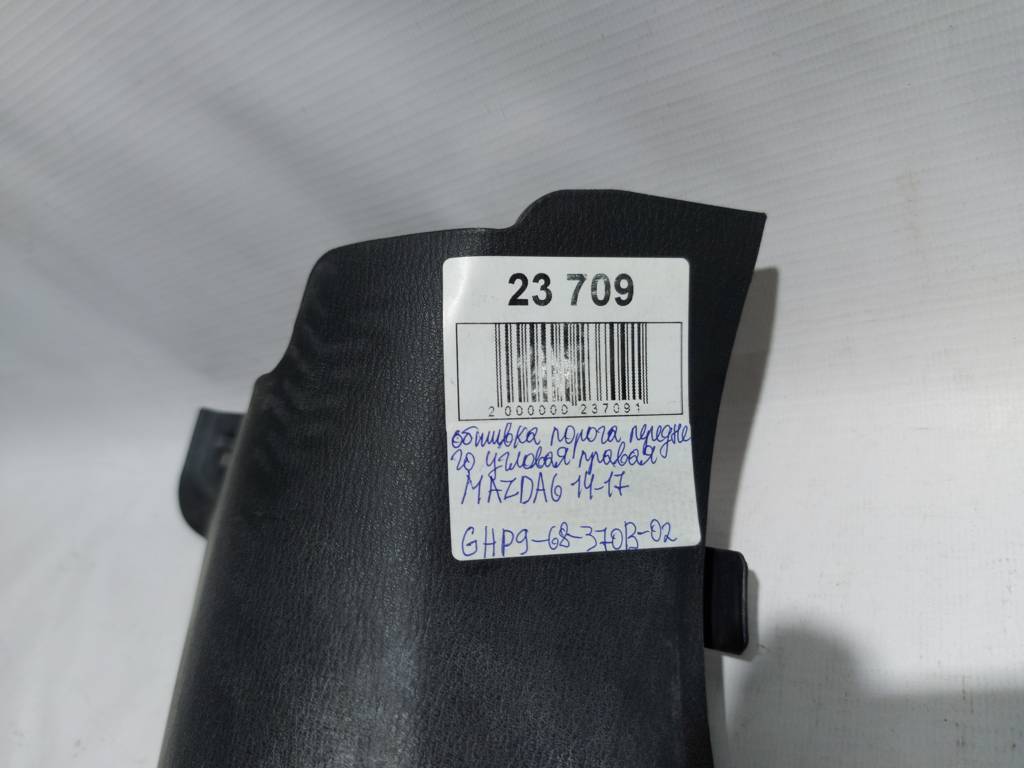 23 709
2 000000 237091
обшивка порога передне
го угловая правая
MAZDA6 14-17
GHP9-68-370B-02